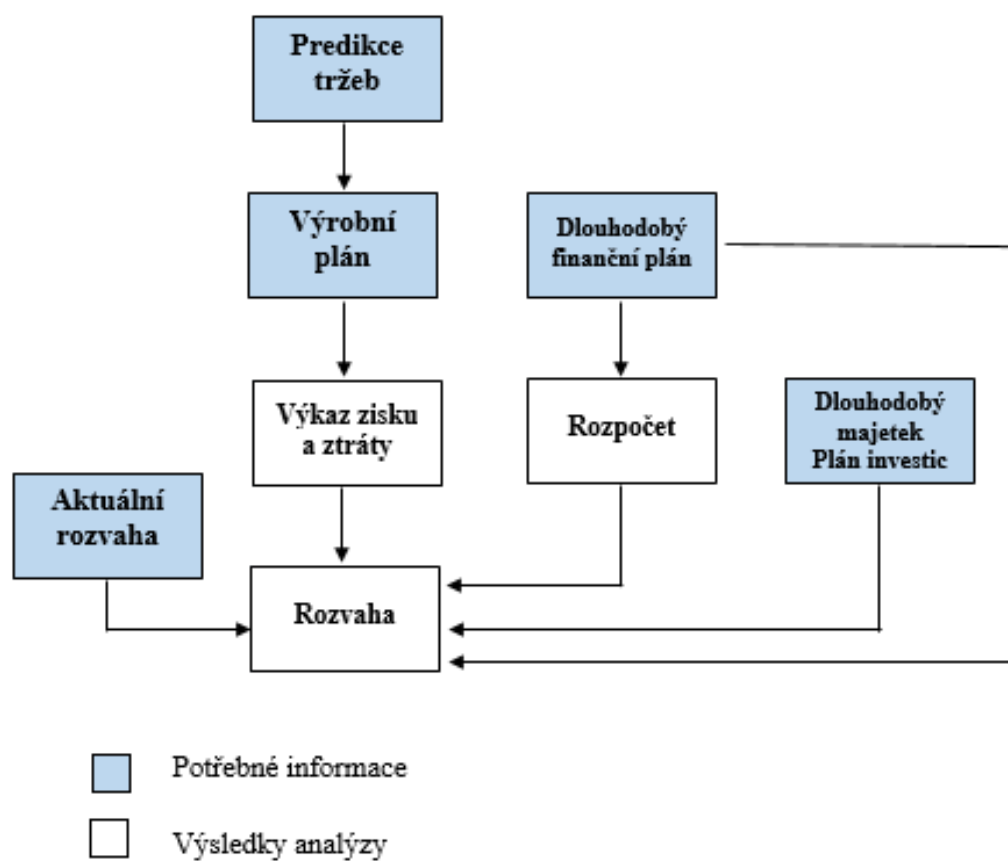 Predikce
tržeb
Výrobní
plán
Dlouhodobý
finanční plán
Výkaz zisku
a ztráty
Rozpočet
Dlouhodobý
majetek
Plán investic
Aktuální
rozvaha
Rozvaha
Potřebné informace
Výsledky analýzy